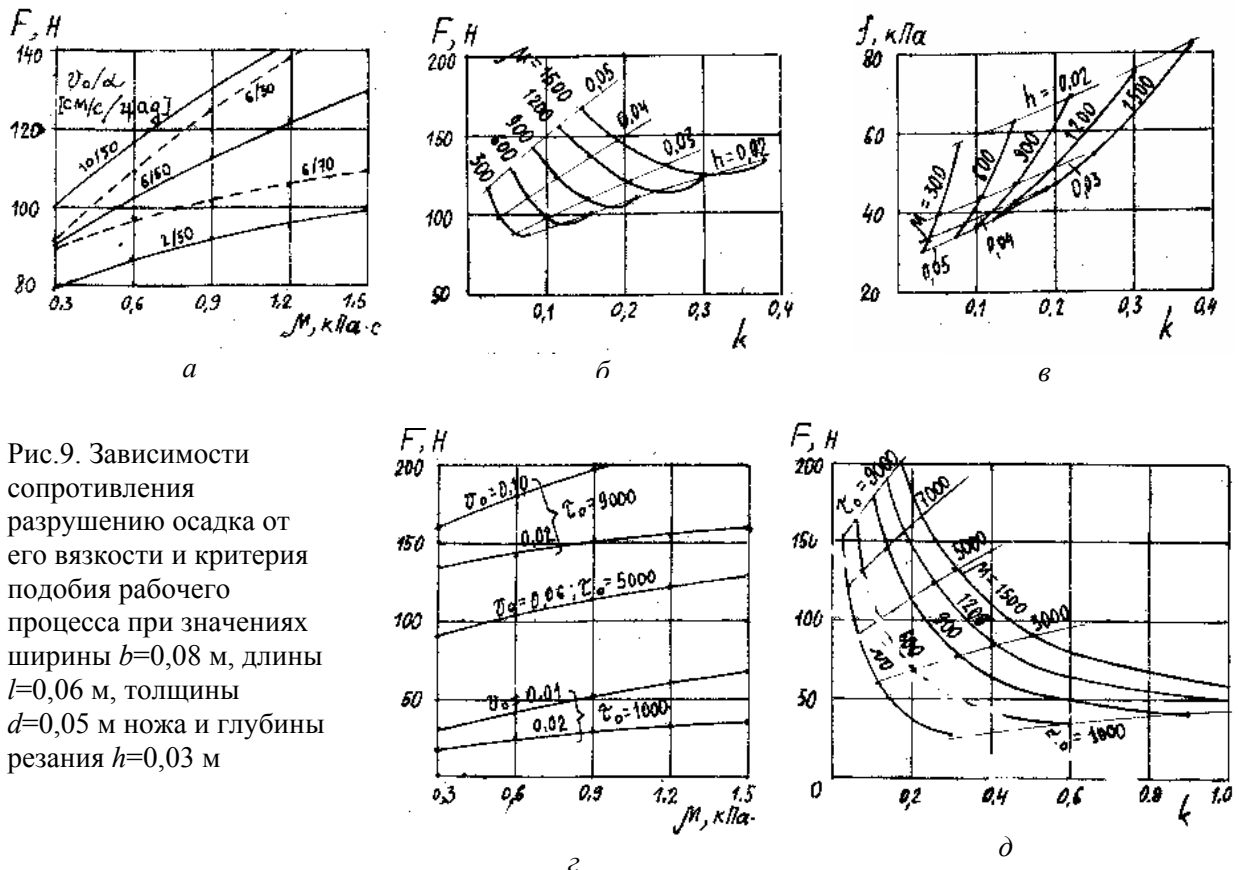 F, Н
140
120
100
80
υ₀/α
[см/с/град]
10/50
6/30
6/50
6/70
2/50
0,3 0,6 0,9 1.2 1.5
М, кПа·с
а
F, Н
200
150
100
50
М=1500
1200
900
600
300
0,05
0,04
0,03
h=0,02
0,1 0,2 0,3 0,4
k
б
f, кПа
80
60
40
20
h=0,02
М=300
900
1200
1500
0,03
0,04
0,05
0,1 0,2 0,3 0,4
k
в
Рис.9. Зависимости
сопротивления
разрушению осадка от
его вязкости и критерия
подобия рабочего
процесса при значениях
ширины b=0,08 м, длины
l=0,06 м, толщины
d=0,05 м ножа и глубины
резания h=0,03 м
F, Н
200
150
100
50
υ₀=0,10
0,02
τ₀=9000
υ₀=0,06; τ₀=5000
υ₀=0.01
0,02
τ₀=1000
0,3 0,6 0,9 1.2 1.5
М, кПа·
г
F, Н
200
150
100
50
0
τ₀=9000
7000
5000
М=1500
1200
900
3000
τ₀=1000
0,2 0,4 0,6 0.8 1.0
k
д